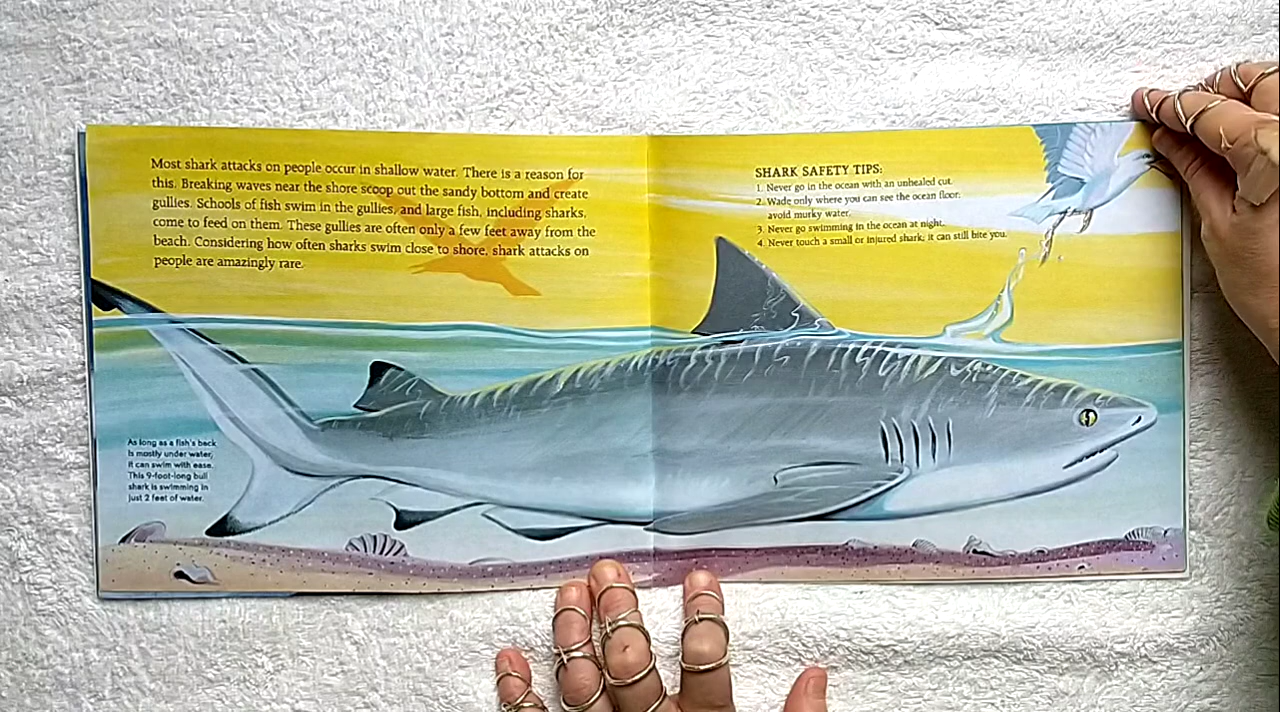 Most shark attacks on people occur in shallow water. There is a reason for
this. Breaking waves near the shore scoop out the sandy bottom and create
gullies. Schools of fish swim in the gullies, and large fish, including sharks,
come to feed on them. These gullies are often only a few feet away from the
beach. Considering how often sharks swim close to shore, shark attacks on
people are amazingly rare.
SHARK SAFETY TIPS:
1. Never go in the ocean with an unhealed cut.
2. Wade only where you can see the ocean floor;
avoid murky water.
3. Never go swimming in the ocean at night.
4. Never touch a small or injured shark; it can still bite you.
As long as a fish's back
is mostly under water,
it can swim with ease.
This 9-foot-long bull
shark is swimming in
just 2 feet of water.